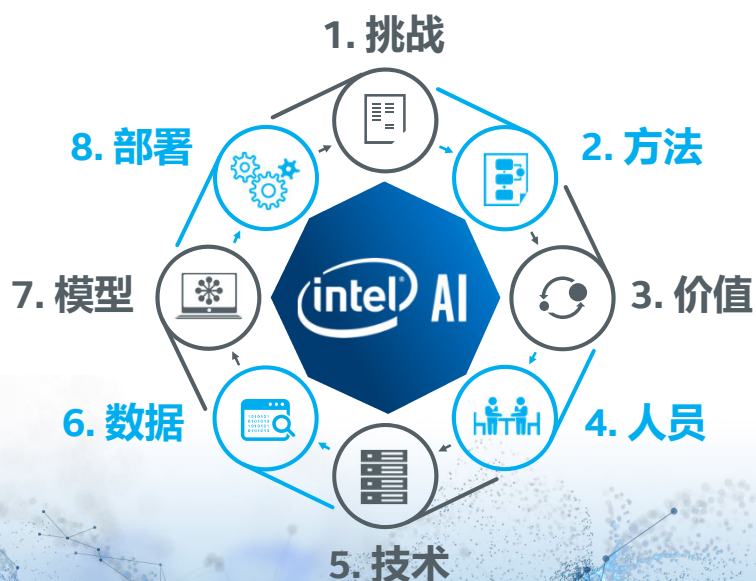 1. 挑战
2. 方法
3. 价值
4. 人员
5. 技术
6. 数据
7. 模型
8. 部署
intel AI